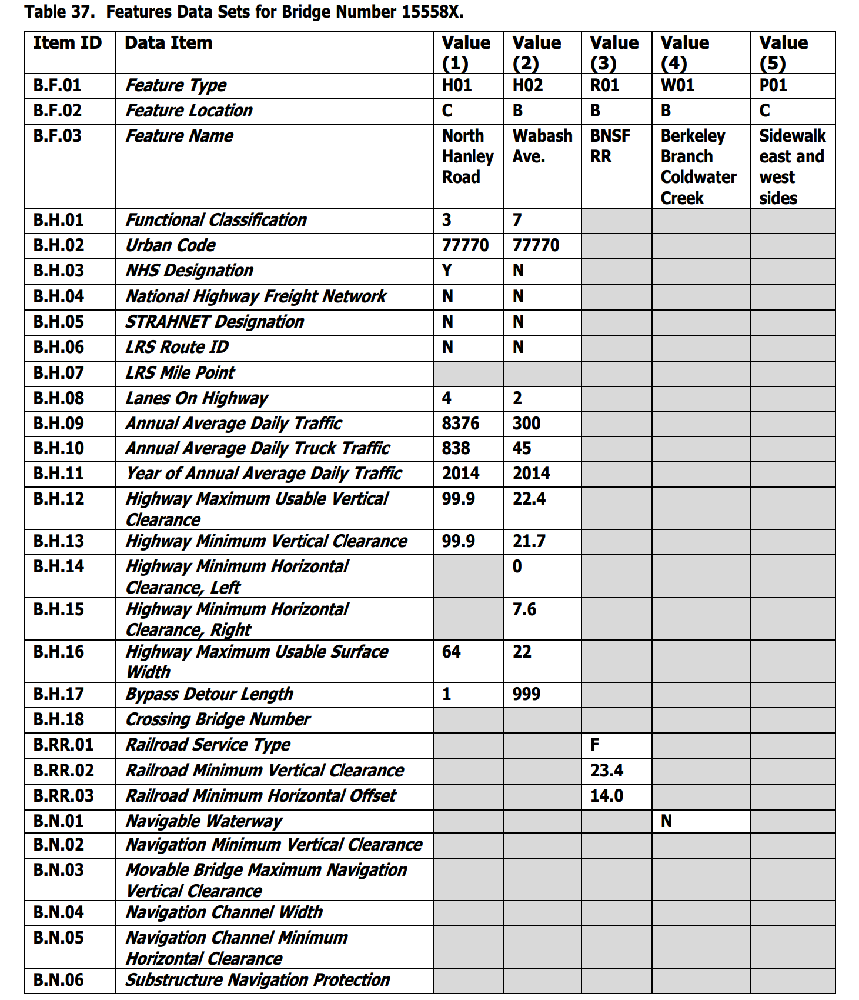 Table 37. Features Data Sets for Bridge Number 15558X.
Item ID Data Item Value (1) Value (2) Value (3) Value (4) Value (5)
B.F.01 Feature Type H01 H02 R01 W01 P01
B.F.02 Feature Location C B B B C
B.F.03 Feature Name North Hanley Road Wabash Ave. BNSF RR Berkeley Branch Coldwater Creek Sidewalk east and west sides
B.H.01 Functional Classification 3 7
B.H.02 Urban Code 77770 77770
B.H.03 NHS Designation Y N
B.H.04 National Highway Freight Network N N
B.H.05 STRAHNET Designation N N
B.H.06 LRS Route ID N N
B.H.07 LRS Mile Point
B.H.08 Lanes On Highway 4 2
B.H.09 Annual Average Daily Traffic 8376 300
B.H.10 Annual Average Daily Truck Traffic 838 45
B.H.11 Year of Annual Average Daily Traffic 2014 2014
B.H.12 Highway Maximum Usable Vertical Clearance 99.9 22.4
B.H.13 Highway Minimum Vertical Clearance 99.9 21.7
B.H.14 Highway Minimum Horizontal Clearance, Left 0
B.H.15 Highway Minimum Horizontal Clearance, Right 7.6
B.H.16 Highway Maximum Usable Surface Width 64 22
B.H.17 Bypass Detour Length 1 999
B.H.18 Crossing Bridge Number
B.RR.01 Railroad Service Type F
B.RR.02 Railroad Minimum Vertical Clearance 23.4
B.RR.03 Railroad Minimum Horizontal Offset 14.0
B.N.01 Navigable Waterway N
B.N.02 Navigation Minimum Vertical Clearance
B.N.03 Movable Bridge Maximum Navigation Vertical Clearance
B.N.04 Navigation Channel Width
B.N.05 Navigation Channel Minimum Horizontal Clearance
B.N.06 Substructure Navigation Protection